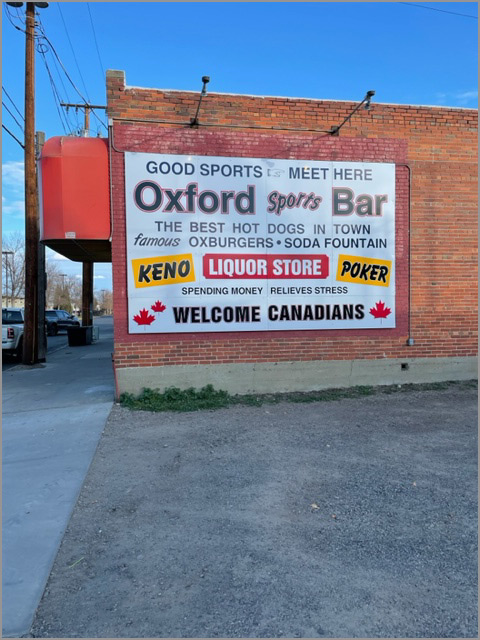 GOOD SPORTS ☞ MEET HERE
Oxford Sports Bar
THE BEST HOT DOGS IN TOWN
famous OXBURGERS • SODA FOUNTAIN
KENO LIQUOR STORE POKER
SPENDING MONEY RELIEVES STRESS
WELCOME CANADIANS